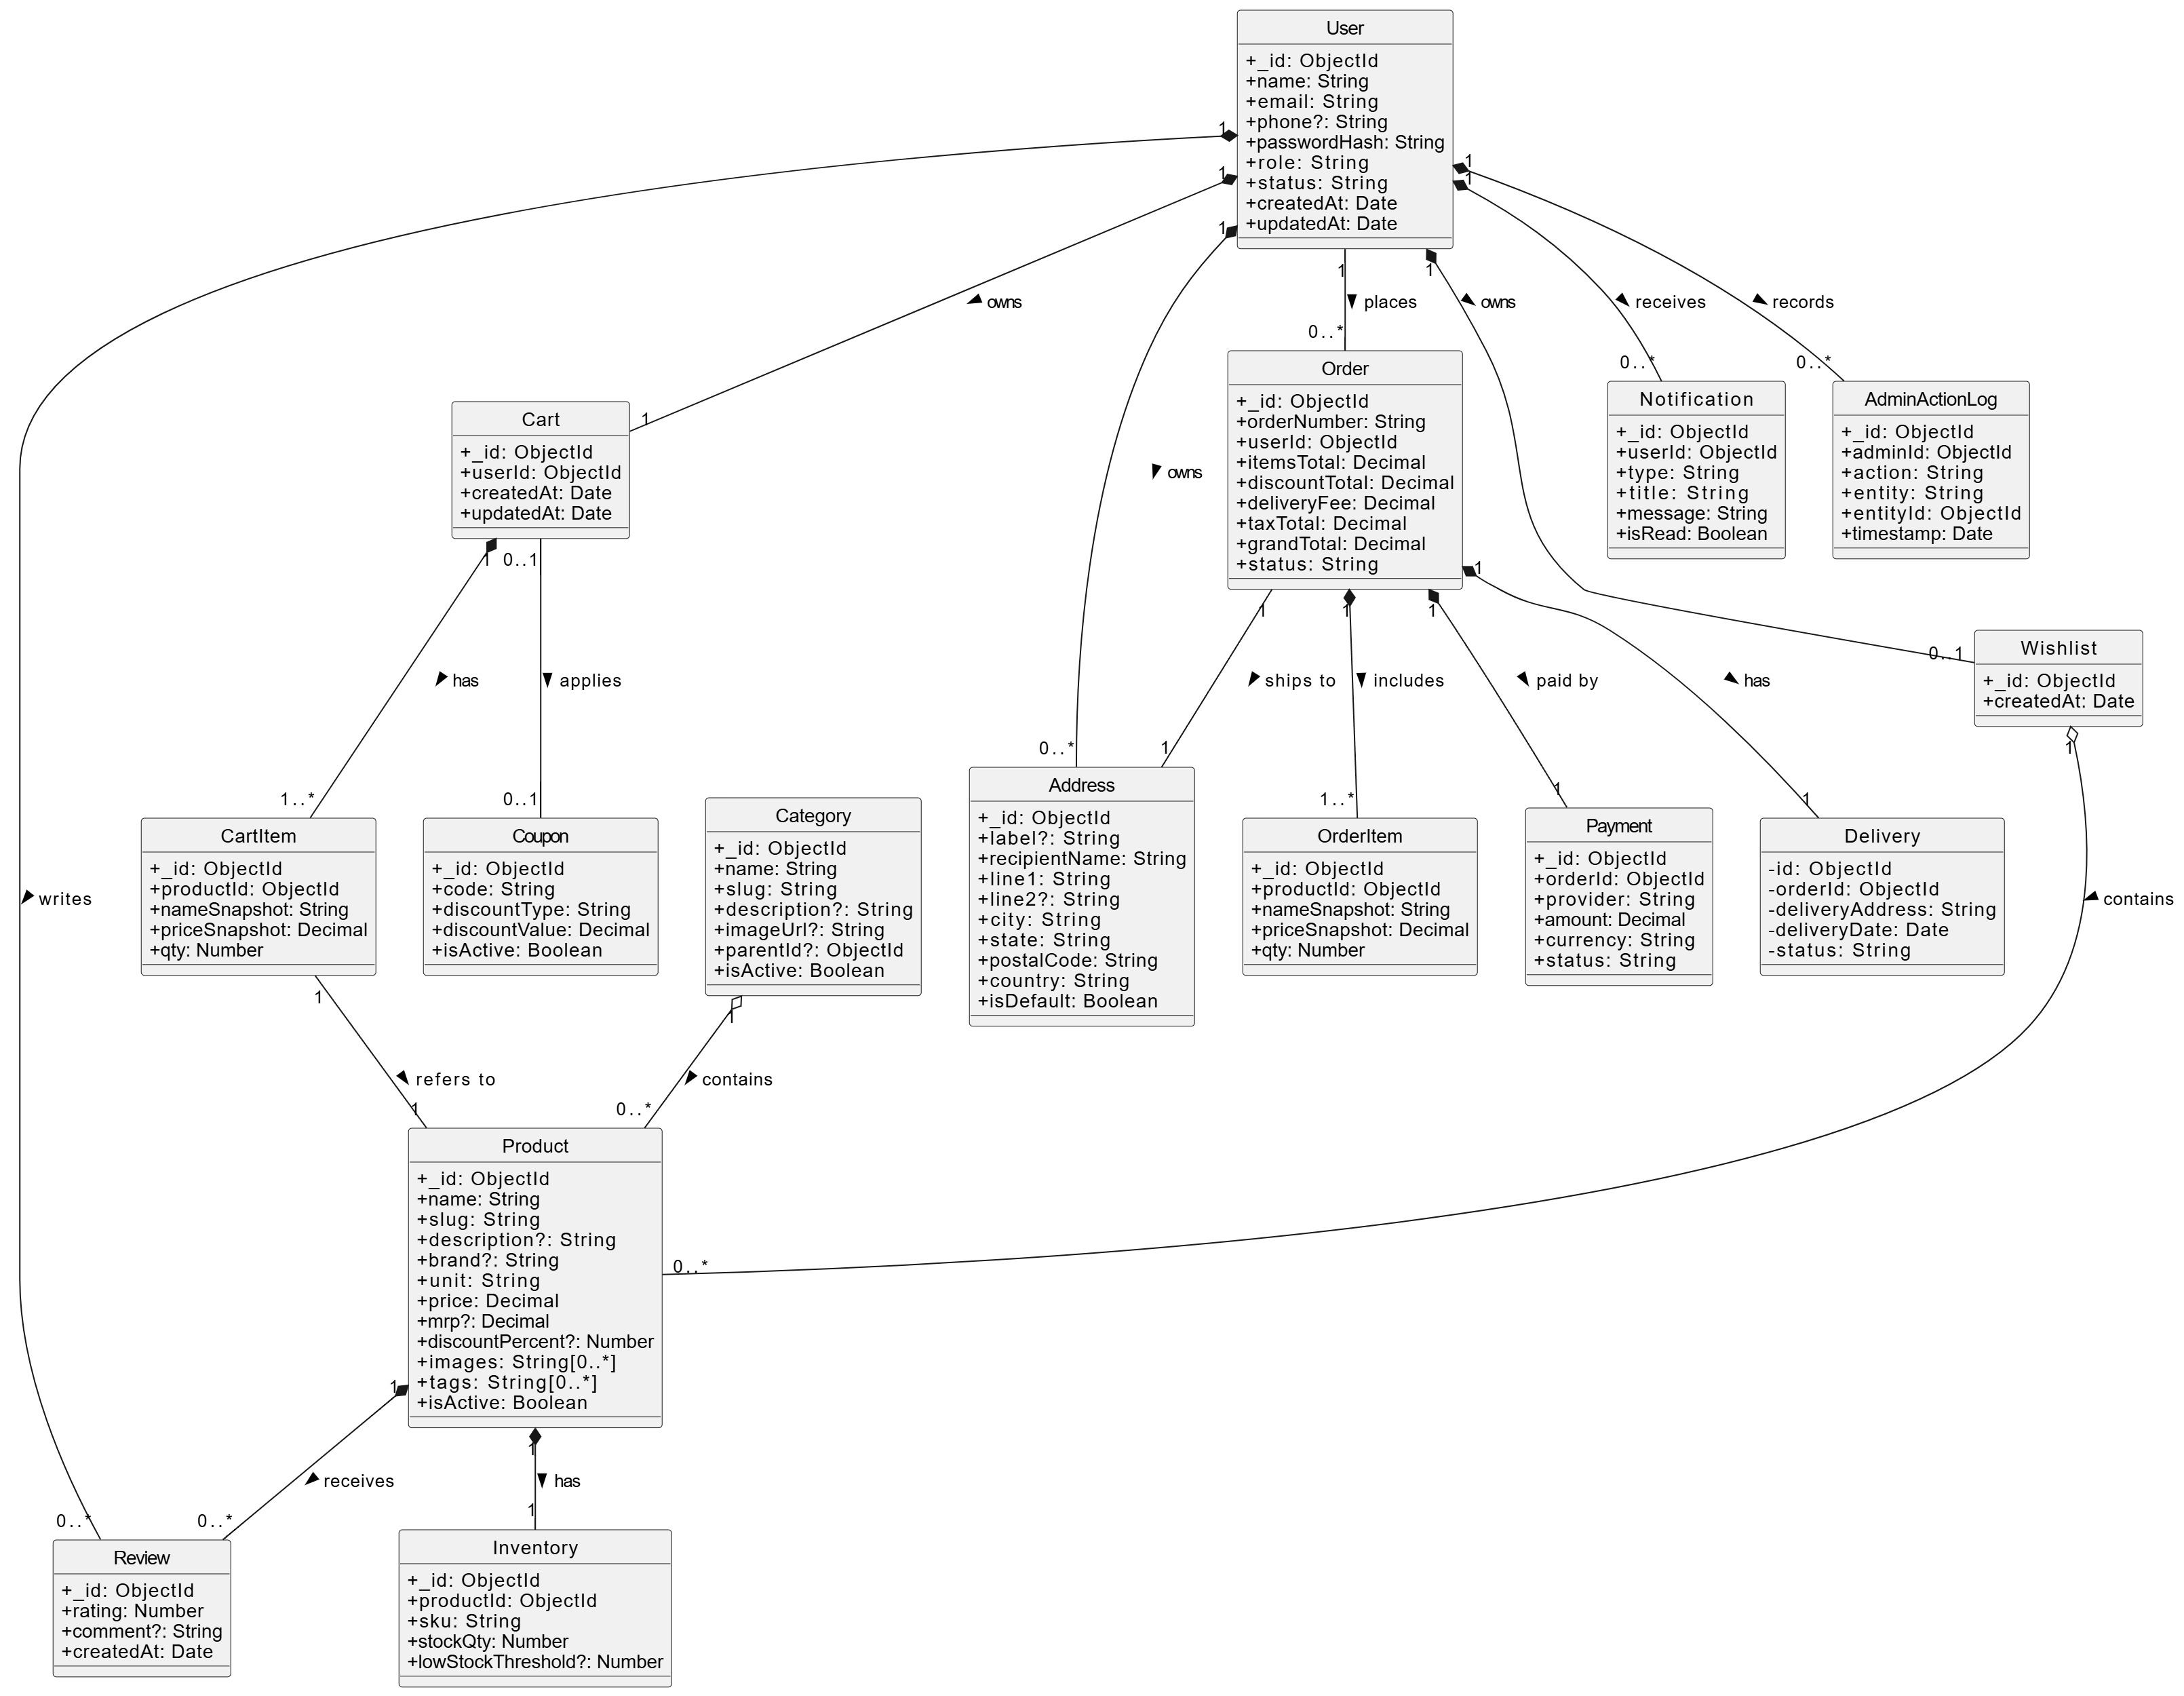 User
+_id: ObjectId
+name: String
+email: String
+phone?: String
+passwordHash: String
+role: String
+status: String
+createdAt: Date
+updatedAt: Date
1
1
1
1
1
1
1
owns
places
owns
receives
records
0..*
0..*
0..*
Order
+_id: ObjectId
+orderNumber: String
+userId: ObjectId
+itemsTotal: Decimal
+discountTotal: Decimal
+deliveryFee: Decimal
+taxTotal: Decimal
+grandTotal: Decimal
+status: String
Notification
+_id: ObjectId
+userId: ObjectId
+type: String
+title: String
+message: String
+isRead: Boolean
AdminActionLog
+_id: ObjectId
+adminId: ObjectId
+action: String
+entity: String
+entityId: ObjectId
+timestamp: Date
1
Cart
+_id: ObjectId
+userId: ObjectId
+createdAt: Date
+updatedAt: Date
owns
1
0..1
1
1
1
1
0..1
Wishlist
+_id: ObjectId
+createdAt: Date
has
applies
ships to
includes
paid by
has
1
1..*
0..1
0..*
1
1..*
1
1
CartItem
+_id: ObjectId
+productId: ObjectId
+nameSnapshot: String
+priceSnapshot: Decimal
+qty: Number
Coupon
+_id: ObjectId
+code: String
+discountType: String
+discountValue: Decimal
+isActive: Boolean
Category
+_id: ObjectId
+name: String
+slug: String
+description?: String
+imageUrl?: String
+parentId?: ObjectId
+isActive: Boolean
Address
+_id: ObjectId
+label?: String
+recipientName: String
+line1: String
+line2?: String
+city: String
+state: String
+postalCode: String
+country: String
+isDefault: Boolean
OrderItem
+_id: ObjectId
+productId: ObjectId
+nameSnapshot: String
+priceSnapshot: Decimal
+qty: Number
Payment
+_id: ObjectId
+orderId: ObjectId
+provider: String
+amount: Decimal
+currency: String
+status: String
Delivery
-id: ObjectId
-orderId: ObjectId
-deliveryAddress: String
-deliveryDate: Date
-status: String
writes
contains
1
1
refers to
contains
1
0..*
Product
+_id: ObjectId
+name: String
+slug: String
+description?: String
+brand?: String
+unit: String
+price: Decimal
+mrp?: Decimal
+discountPercent?: Number
+images: String[0..*]
+tags: String[0..*]
+isActive: Boolean
0..*
1
1
receives
has
0..*
0..*
1
Review
+_id: ObjectId
+rating: Number
+comment?: String
+createdAt: Date
Inventory
+_id: ObjectId
+productId: ObjectId
+sku: String
+stockQty: Number
+lowStockThreshold?: Number